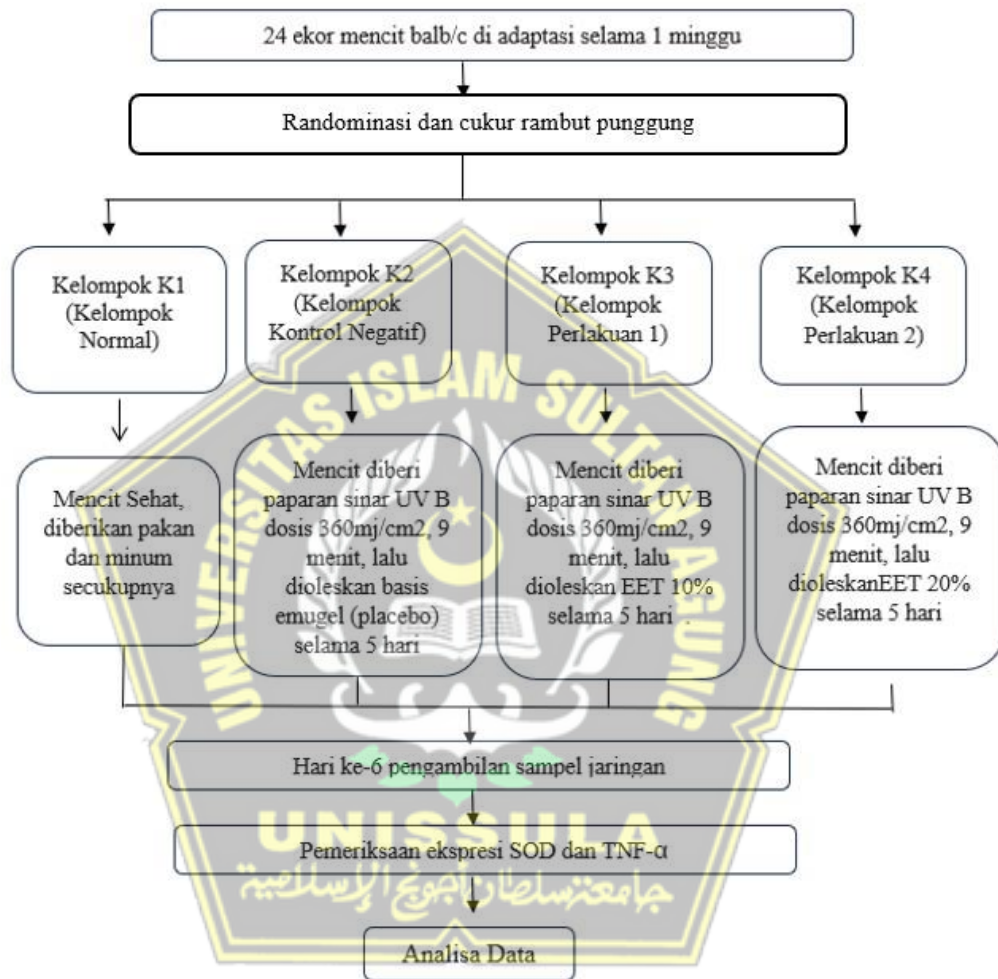 24 ekor mencit balb/c di adaptasi selama 1 minggu
Randominasi dan cukur rambut punggung
Kelompok K1
(Kelompok
Normal)
Kelompok K2
(Kelompok
Kontrol Negatif)
Kelompok K3
(Kelompok
Perlakuan 1)
Kelompok K4
(Kelompok
Perlakuan 2)
Mencit Sehat,
diberikan pakan
dan minum
secukupnya
Mencit diberi
paparan sinar UV B
dosis 360mj/cm2, 9
menit, lalu
dioleskan basis
emugel (placebo)
selama 5 hari
Mencit diberi
paparan sinar UV B
dosis 360mj/cm2, 9
menit, lalu
dioleskan EET 10%
selama 5 hari .
Mencit diberi
paparan sinar UV B
dosis 360mj/cm2, 9
menit, lalu
dioleskanEET 20%
selama 5 hari
Hari ke-6 pengambilan sampel jaringan
Pemeriksaan ekspresi SOD dan TNF-α
Analisa Data
UNIVERSITAS ISLAM SULTAN AGUNG
UNISSULA
جامعة سلطان أجونج الإسلامية